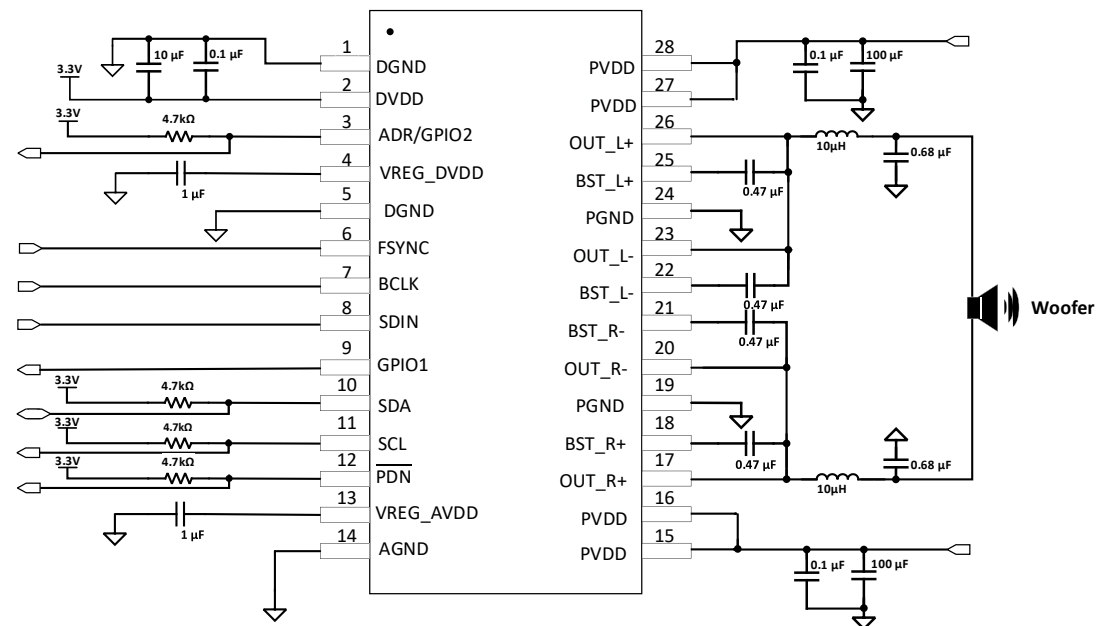 1
DGND
10 µF
0.1 µF
3.3V
2
DVDD
3.3V
4.7kΩ
3
ADR/GPIO2
4
VREG_DVDD
1 µF
5
DGND
6
FSYNC
7
BCLK
8
SDIN
9
GPIO1
3.3V
4.7kΩ
10
SDA
3.3V
4.7kΩ
11
SCL
3.3V
4.7kΩ
12
PDN
13
VREG_AVDD
1 µF
14
AGND
28
PVDD
0.1 µF
100 µF
27
PVDD
26
OUT_L+
10µH
0.68 µF
25
BST_L+
0.47 µF
24
PGND
23
OUT_L-
22
BST_L-
0.47 µF
21
BST_R-
0.47 µF
Woofer
20
OUT_R-
19
PGND
18
BST_R+
0.47 µF
0.68 µF
17
OUT_R+
10µH
16
PVDD
15
PVDD
0.1 µF
100 µF